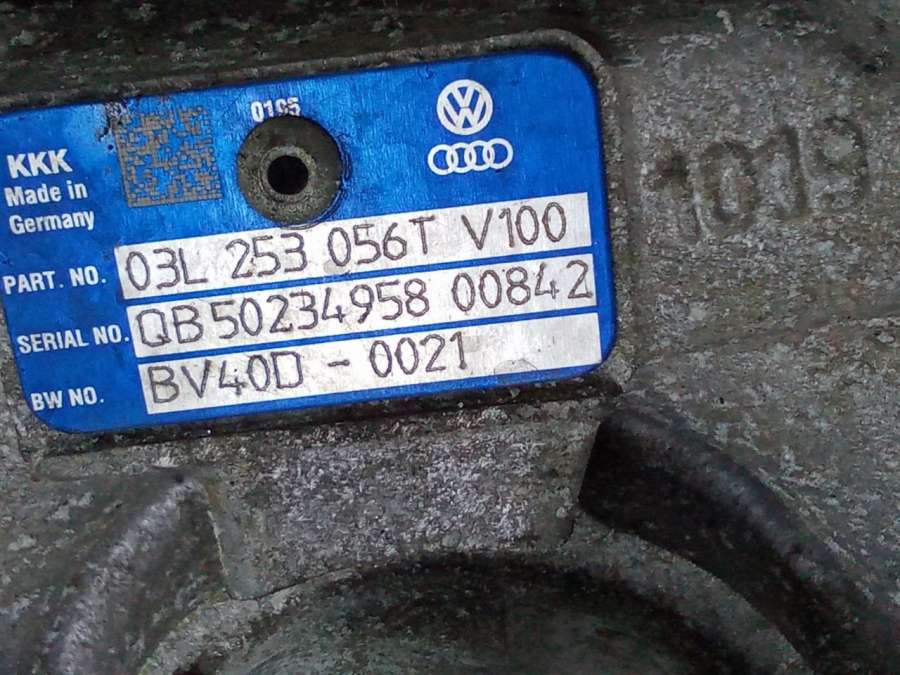 0105
KKK
Made in
Germany
PART. NO. 03L 253 056T V100
SERIAL NO. QB50234958 00842
BW NO. BV40D - 0021
1019